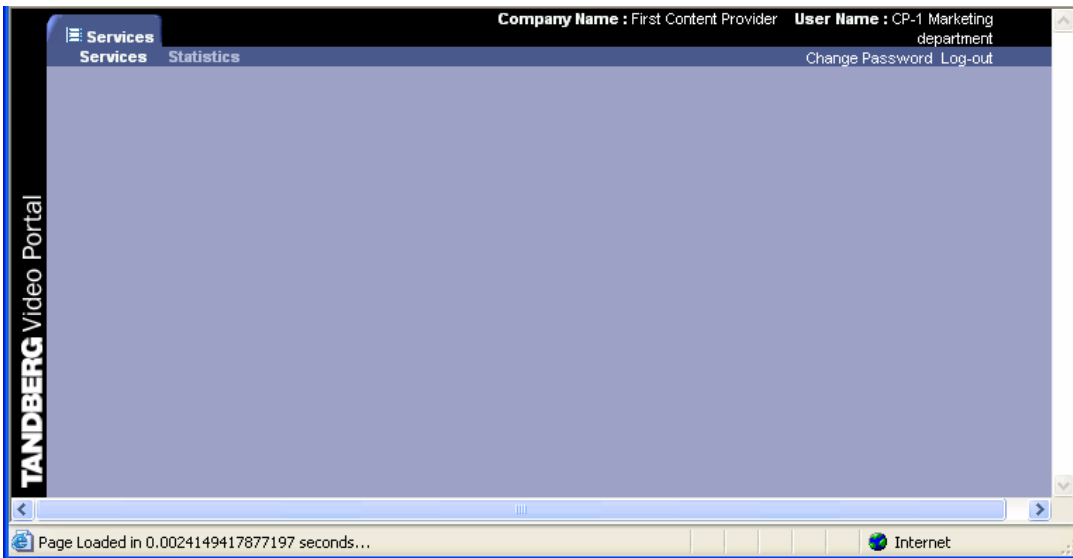 Company Name : First Content Provider User Name : CP-1 Marketing
department
Services
Services Statistics
Change Password Log-out
TANDBERG Video Portal
Page Loaded in 0.0024149417877197 seconds...
Internet